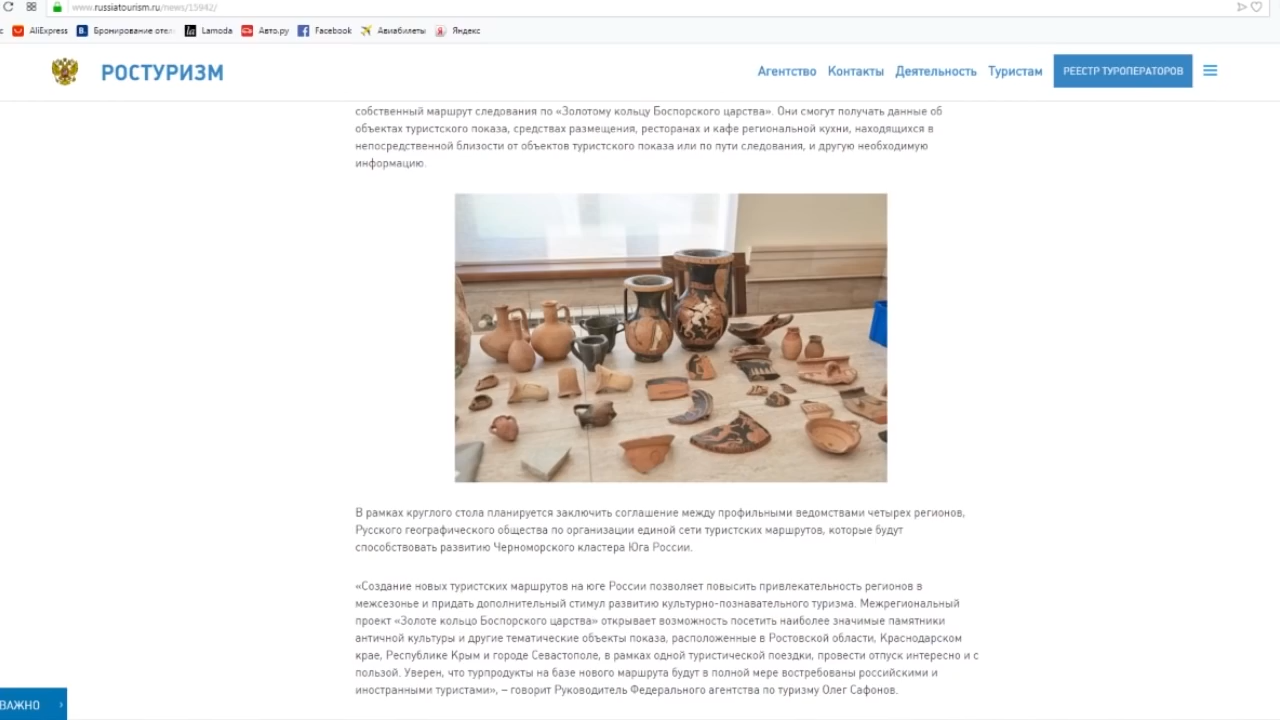 www.russiatourism.ru/news/15942/
с AliExpress Бронирование отел Lamoda Авто.ру Facebook Авиабилеты Яндекс
РОСТУРИЗМ Агентство Контакты Деятельность Туристам РЕЕСТР ТУРОПЕРАТОРОВ
собственный маршрут следования по «Золотому кольцу Боспорского царства». Они смогут получать данные об
объектах туристского показа, средствах размещения, ресторанах и кафе региональной кухни, находящихся в
непосредственной близости от объектов туристского показа или по пути следования, и другую необходимую
информацию.
В рамках круглого стола планируется заключить соглашение между профильными ведомствами четырех регионов,
Русского географического общества по организации единой сети туристских маршрутов, которые будут
способствовать развитию Черноморского кластера Юга России.
«Создание новых туристских маршрутов на юге России позволяет повысить привлекательность регионов в
межсезонье и придать дополнительный стимул развитию культурно-познавательного туризма. Межрегиональный
проект «Золоте кольцо Боспорского царства» открывает возможность посетить наиболее значимые памятники
античной культуры и другие тематические объекты показа, расположенные в Ростовской области, Краснодарском
крае, Республике Крым и городе Севастополе, в рамках одной туристической поездки, провести отпуск интересно и с
пользой. Уверен, что турпродукты на базе нового маршрута будут в полной мере востребованы российскими и
иностранными туристами», – говорит Руководитель Федерального агентства по туризму Олег Сафонов.
ВАЖНО